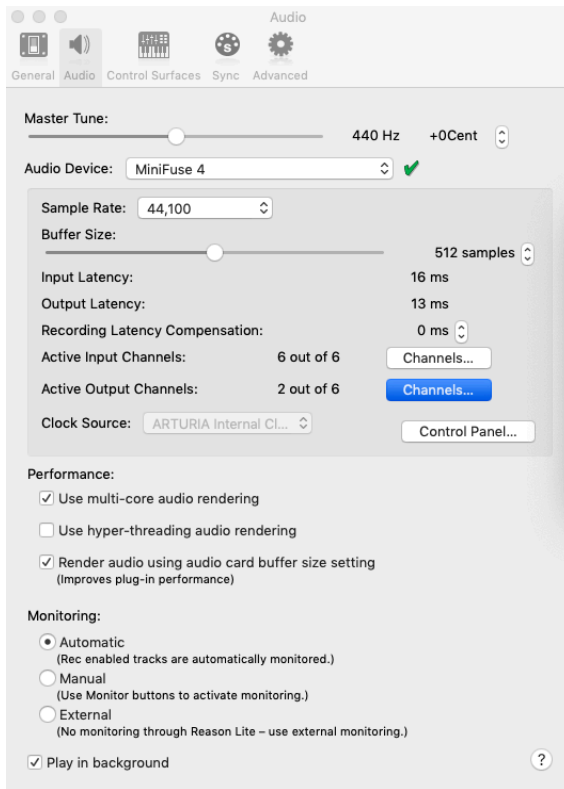 Audio
General Audio Control Surfaces Sync Advanced
Master Tune:
440 Hz +0Cent
Audio Device: MiniFuse 4
Sample Rate: 44,100
Buffer Size:
512 samples
Input Latency: 16 ms
Output Latency: 13 ms
Recording Latency Compensation: 0 ms
Active Input Channels: 6 out of 6 Channels...
Active Output Channels: 2 out of 6 Channels...
Clock Source: ARTURIA Internal Cl...
Control Panel...
Performance:
Use multi-core audio rendering
Use hyper-threading audio rendering
Render audio using audio card buffer size setting
(Improves plug-in performance)
Monitoring:
Automatic
(Rec enabled tracks are automatically monitored.)
Manual
(Use Monitor buttons to activate monitoring.)
External
(No monitoring through Reason Lite – use external monitoring.)
Play in background ?